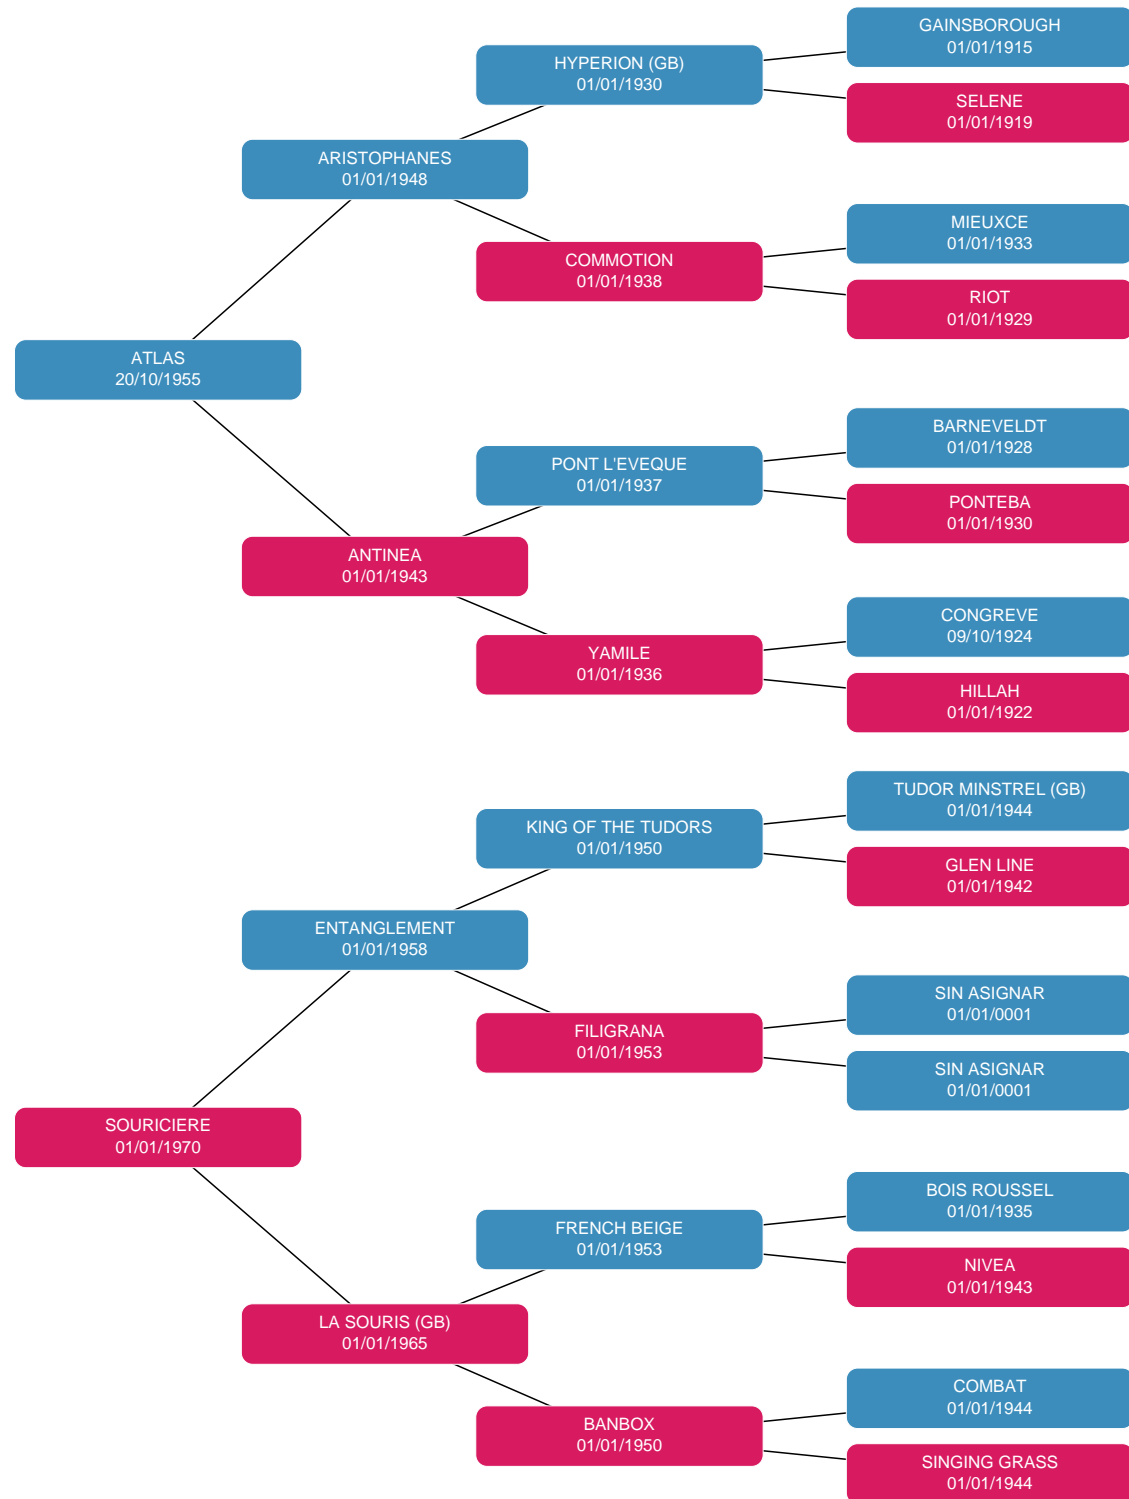 GAINSBOROUGH
01/01/1915
HYPERION (GB)
01/01/1930
SELENE
01/01/1919
ARISTOPHANES
01/01/1948
MIEUXCE
01/01/1933
COMMOTION
01/01/1938
RIOT
01/01/1929
ATLAS
20/10/1955
BARNEVELDT
01/01/1928
PONT L'EVEQUE
01/01/1937
PONTEBA
01/01/1930
ANTINEA
01/01/1943
CONGREVE
09/10/1924
YAMILE
01/01/1936
HILLAH
01/01/1922
TUDOR MINSTREL (GB)
01/01/1944
KING OF THE TUDORS
01/01/1950
GLEN LINE
01/01/1942
ENTANGLEMENT
01/01/1958
SIN ASIGNAR
01/01/0001
FILIGRANA
01/01/1953
SIN ASIGNAR
01/01/0001
SOURICIERE
01/01/1970
BOIS ROUSSEL
01/01/1935
FRENCH BEIGE
01/01/1953
NIVEA
01/01/1943
LA SOURIS (GB)
01/01/1965
COMBAT
01/01/1944
BANBOX
01/01/1950
SINGING GRASS
01/01/1944